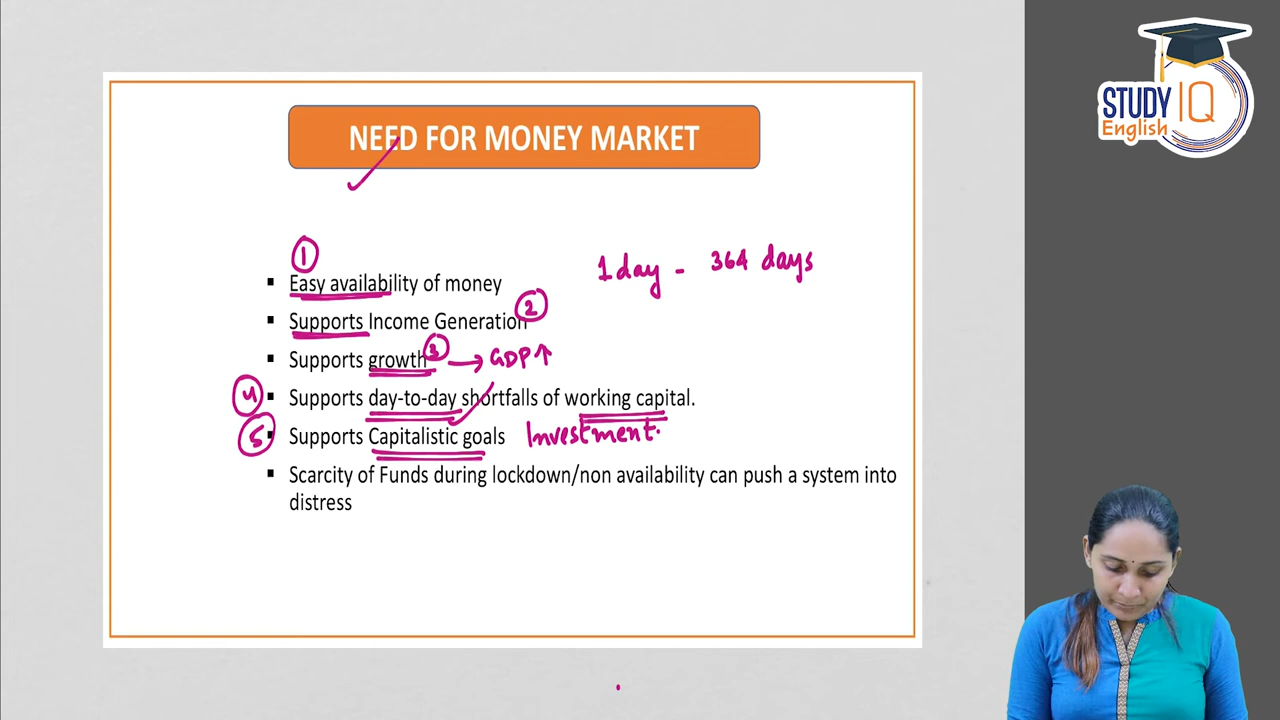 STUDY IQ
English
NEED FOR MONEY MARKET
1
▪ Easy availability of money
1 day - 364 days
▪ Supports Income Generation 2
▪ Supports growth 3 → GDP ↑
4 ▪ Supports day-to-day shortfalls of working capital.
5 ▪ Supports Capitalistic goals Investment.
▪ Scarcity of Funds during lockdown/non availability can push a system into
distress